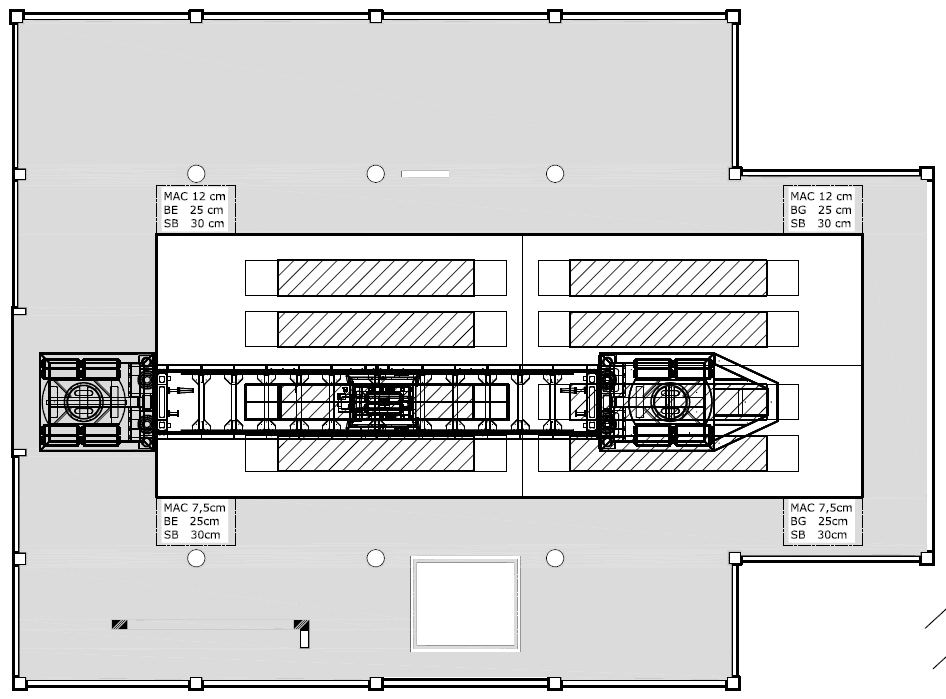 MAC 12 cm
BE 25 cm
SB 30 cm
MAC 12 cm
BG 25 cm
SB 30 cm
MAC 7,5cm
BE 25cm
SB 30cm
MAC 7,5cm
BG 25cm
SB 30cm